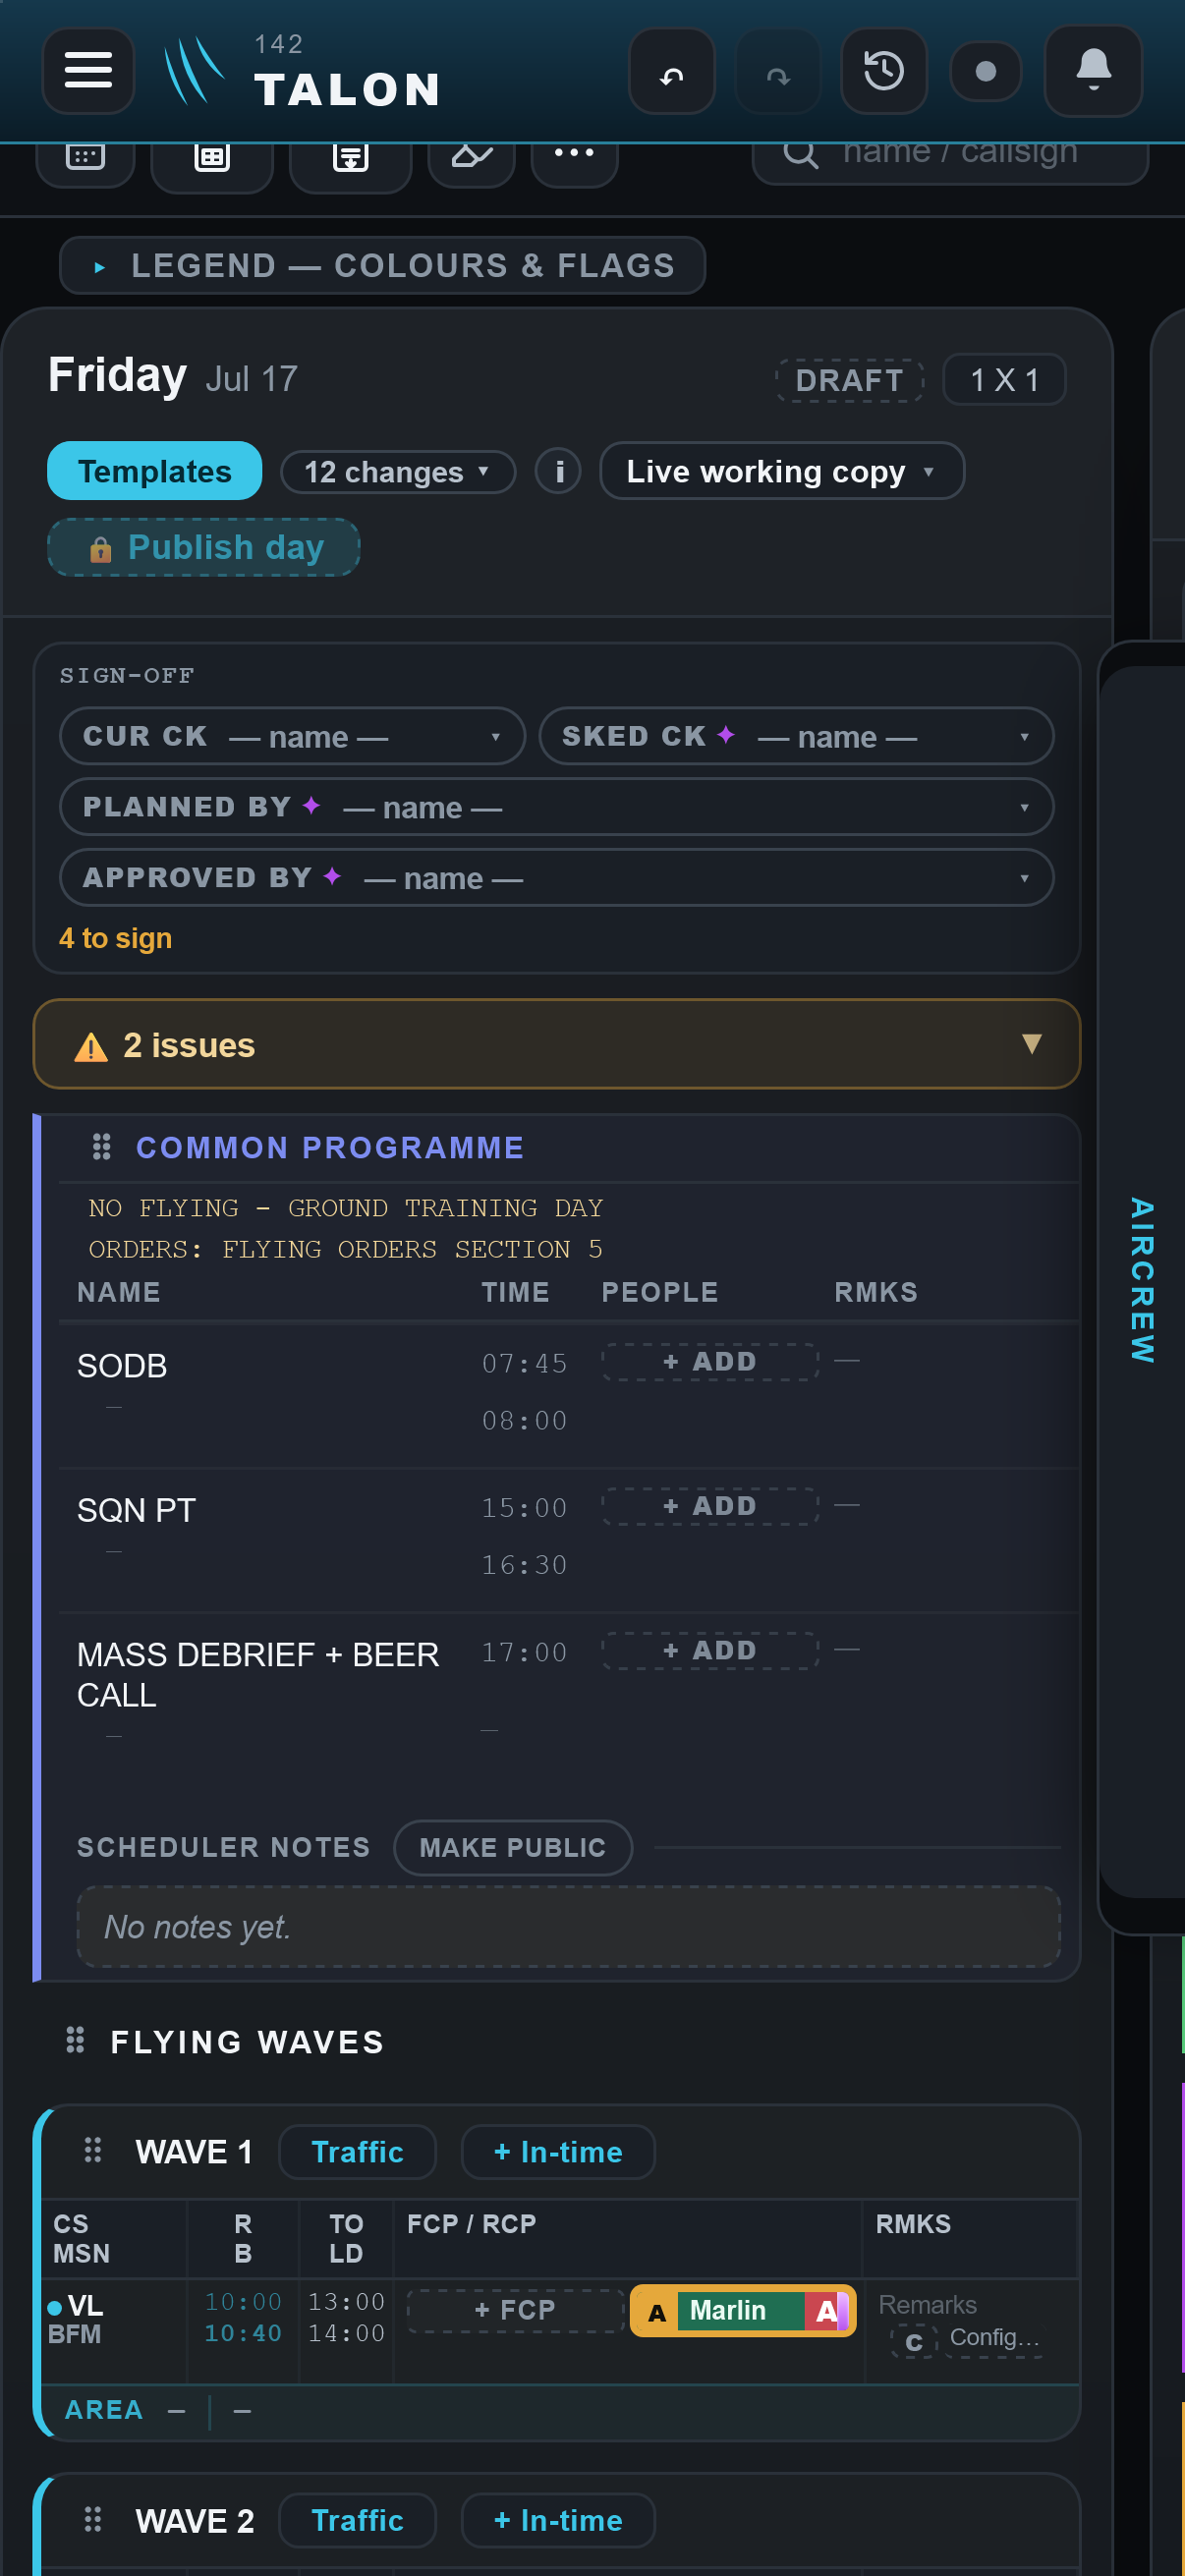 142
TALON
name / callsign
▸ LEGEND — COLOURS & FLAGS
Friday Jul 17
DRAFT
1 X 1
Templates
12 changes ▾
i
Live working copy ▾
Publish day
SIGN-OFF
CUR CK — name — ▾
SKED CK ✦ — name — ▾
PLANNED BY ✦ — name — ▾
APPROVED BY ✦ — name — ▾
4 to sign
⚠ 2 issues ▼
COMMON PROGRAMME
NO FLYING - GROUND TRAINING DAY
ORDERS: FLYING ORDERS SECTION 5
NAME TIME PEOPLE RMKS
SODB 07:45 + ADD —
— 08:00
SQN PT 15:00 + ADD —
— 16:30
MASS DEBRIEF + BEER 17:00 + ADD —
CALL
— —
SCHEDULER NOTES MAKE PUBLIC
No notes yet.
AIRCREW
FLYING WAVES
WAVE 1 Traffic + In-time
CS R TO FCP / RCP RMKS
MSN B LD
VL 10:00 13:00 + FCP A Marlin A Remarks
BFM 10:40 14:00 C Config...
AREA — | —
WAVE 2 Traffic + In-time